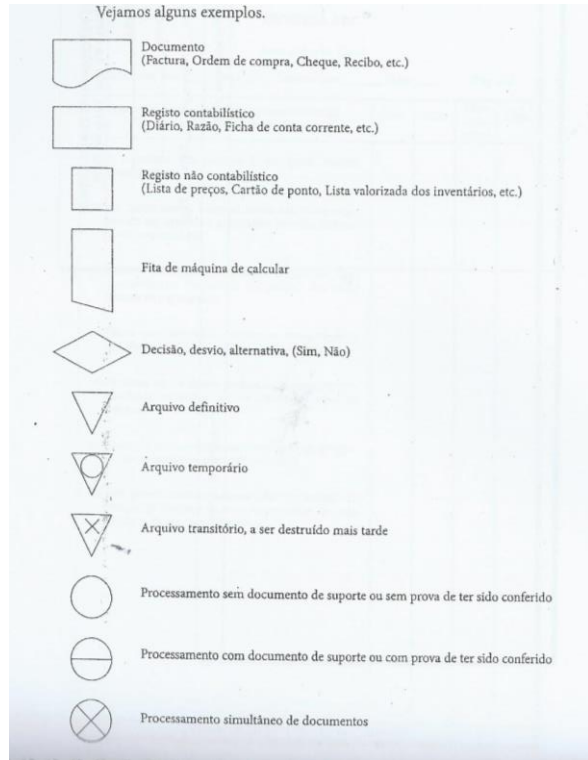 Vejamos alguns exemplos.
Documento
(Factura, Ordem de compra, Cheque, Recibo, etc.)
Registo contabilístico
(Diário, Razão, Ficha de conta corrente, etc.)
Registo não contabilístico
(Lista de preços, Cartão de ponto, Lista valorizada dos inventários, etc.)
Fita de máquina de calcular
Decisão, desvio, alternativa, (Sim, Não)
Arquivo definitivo
Arquivo temporário
Arquivo transitório, a ser destruído mais tarde
Processamento sem documento de suporte ou sem prova de ter sido conferido
Processamento com documento de suporte ou com prova de ter sido conferido
Processamento simultâneo de documentos